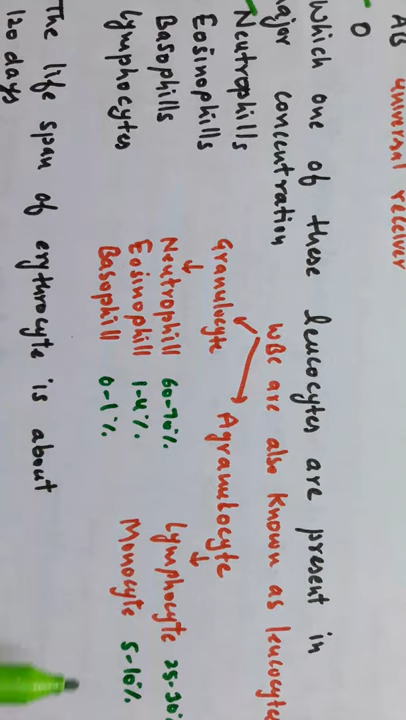 AB universal receiver
O
Which one of these leucocytes are present in
major concentration
WBC are also known as leucocytes
Neutrophills
Eosinophills
Basophills
Lymphocytes
Granulocyte
Neutrophill 60-70%
Eosinophill 1-4%
Basophill 0-1%
Agranulocyte
Lymphocyte 25-30%
Monocyte 5-10%
The life span of erythrocyte is about
120 days